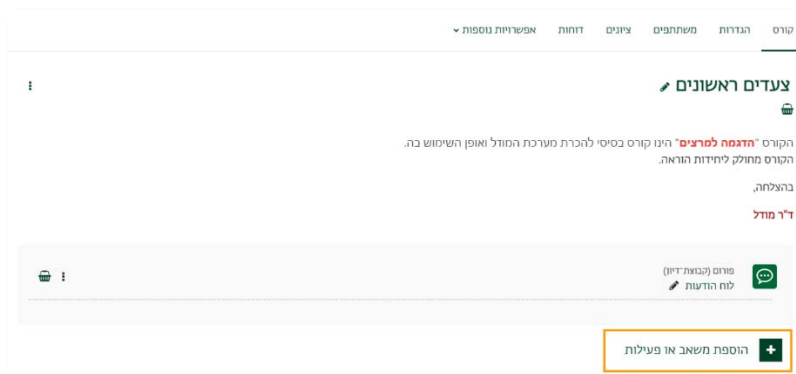 קורס הגדרות משתתפים ציונים דוחות אפשרויות נוספות
צעדים ראשונים
הקורס "הדגמה למרצים" הינו קורס בסיסי להכרת מערכת המודל ואופן השימוש בה.
הקורס מחולק ליחידות הוראה.
בהצלחה,
ד"ר מודל
פורום (קבוצת־דיון)
לוח הודעות
הוספת משאב או פעילות